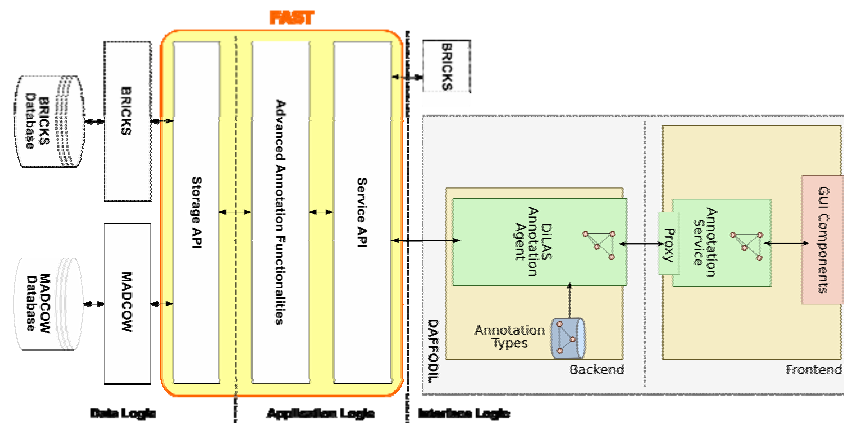 FAST
BRICKS
Database
BRICKS
MADCOW
Database
MADCOW
Storage API
Advanced Annotation Functionalities
Service API
BRICKS
DiLAS
Annotation
Agent
Annotation
Types
DAFFODIL
Backend
Proxy
Annotation
Service
GUI Components
Frontend
Data Logic
Application Logic
Interface Logic